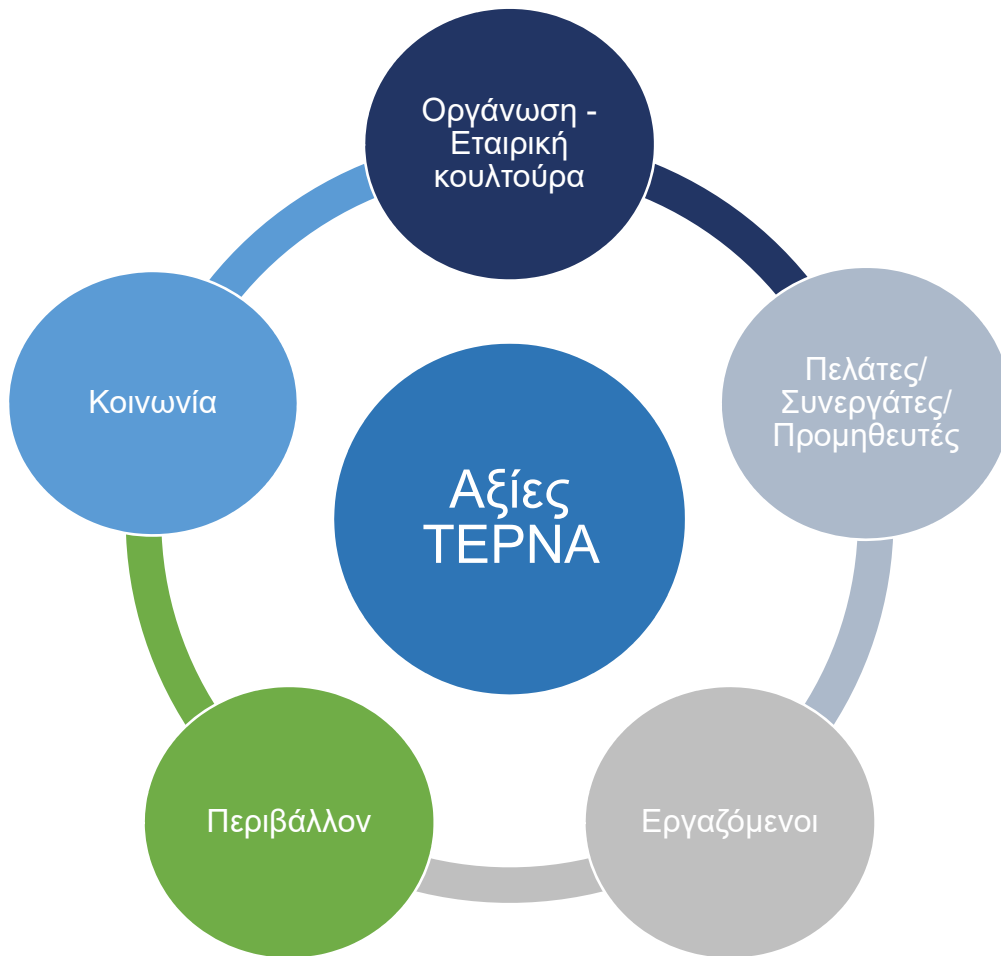 Οργάνωση -
Εταιρική
κουλτούρα
Πελάτες/
Συνεργάτες/
Προμηθευτές
Κοινωνία
Αξίες
ΤΕΡΝΑ
Περιβάλλον
Εργαζόμενοι